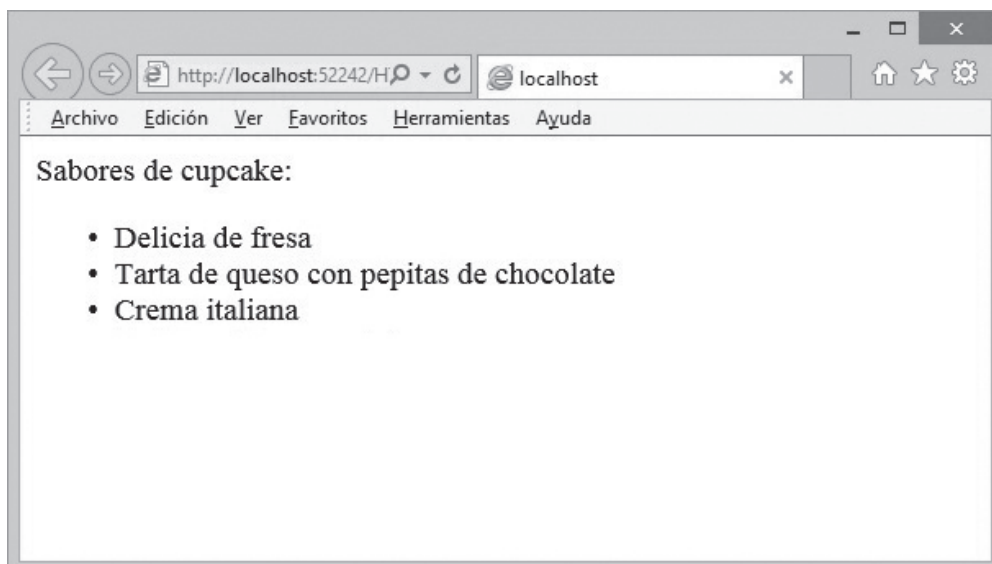 http://localhost:52242/H
localhost
Archivo Edición Ver Favoritos Herramientas Ayuda
Sabores de cupcake:
• Delicia de fresa
• Tarta de queso con pepitas de chocolate
• Crema italiana